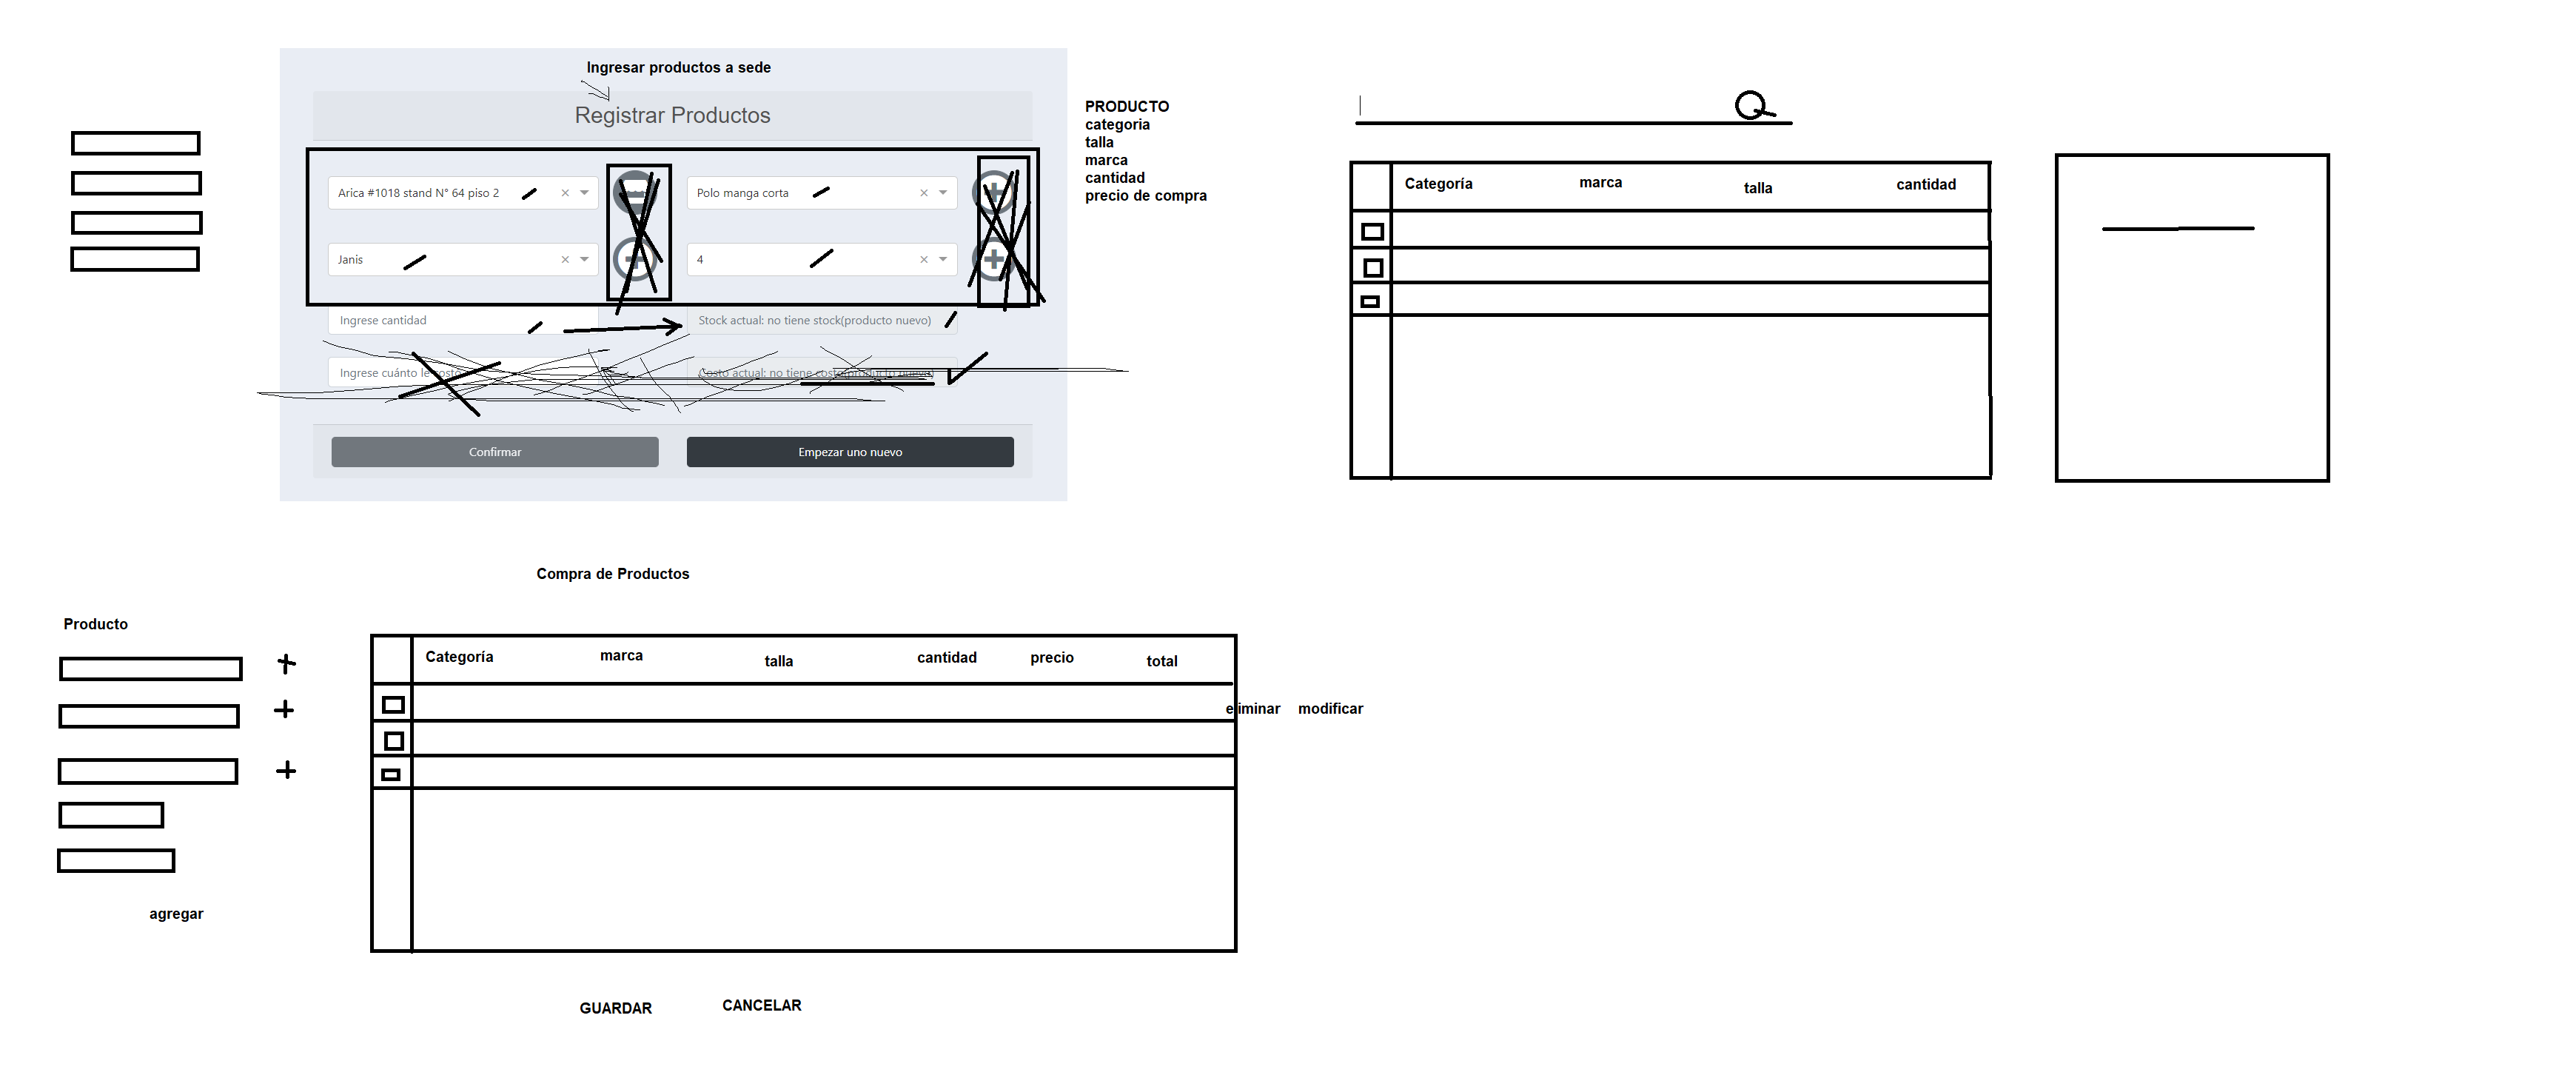 Ingresar productos a sede
Registrar Productos
Arica #1018 stand N° 64 piso 2
Polo manga corta
Janis
4
Ingrese cantidad
Stock actual: no tiene stock(producto nuevo)
Ingrese cuánto le costo
Costo actual: no tiene costo(producto nuevo)
Confirmar
Empezar uno nuevo
PRODUCTO
categoria
talla
marca
cantidad
precio de compra
Categoría marca talla cantidad
Compra de Productos
Producto
Categoría marca talla cantidad precio total
eliminar modificar
agregar
GUARDAR CANCELAR